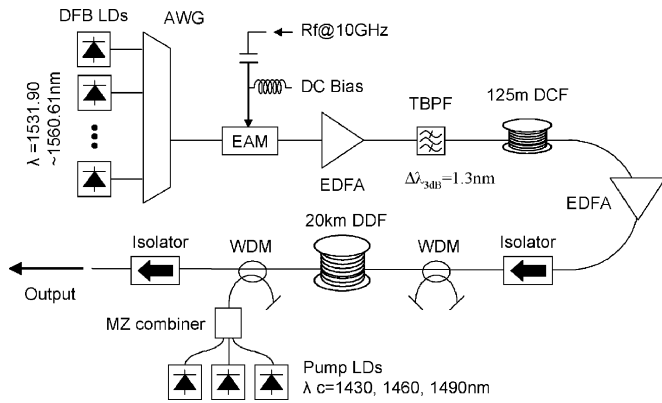 DFB LDs
AWG
Rf@10GHz
DC Bias
λ =1531.90
~1560.61nm
EAM
EDFA
TBPF
Δλ3dB=1.3nm
125m DCF
EDFA
Isolator
WDM
20km DDF
WDM
Isolator
Output
MZ combiner
Pump LDs
λ c=1430, 1460, 1490nm